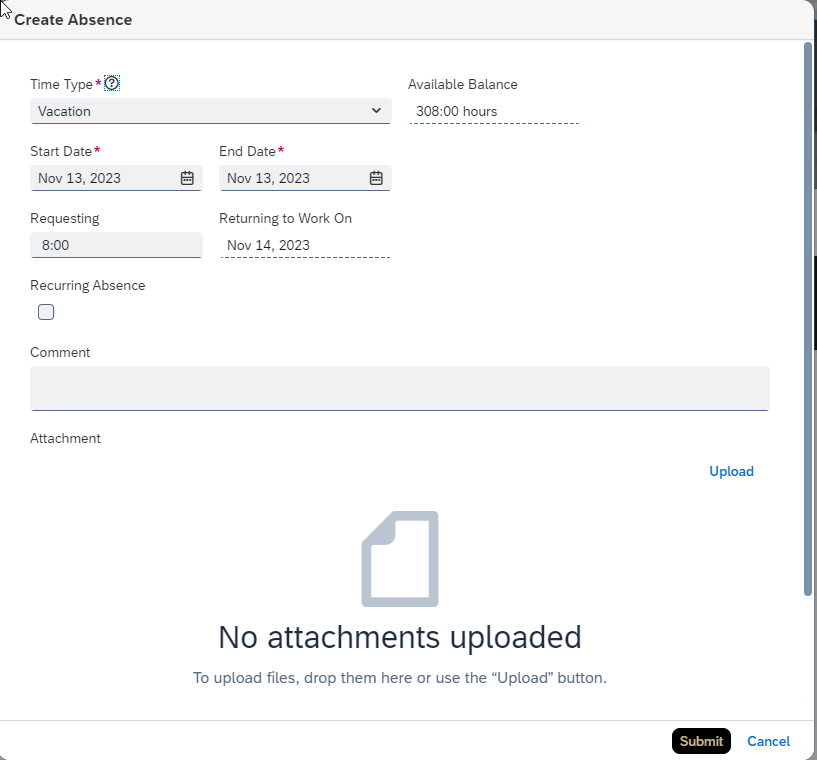 Create Absence
Time Type*
Available Balance
Vacation
308:00 hours
Start Date*
End Date*
Nov 13, 2023
Nov 13, 2023
Requesting
Returning to Work On
8:00
Nov 14, 2023
Recurring Absence
Comment
Attachment
Upload
No attachments uploaded
To upload files, drop them here or use the “Upload” button.
Submit
Cancel